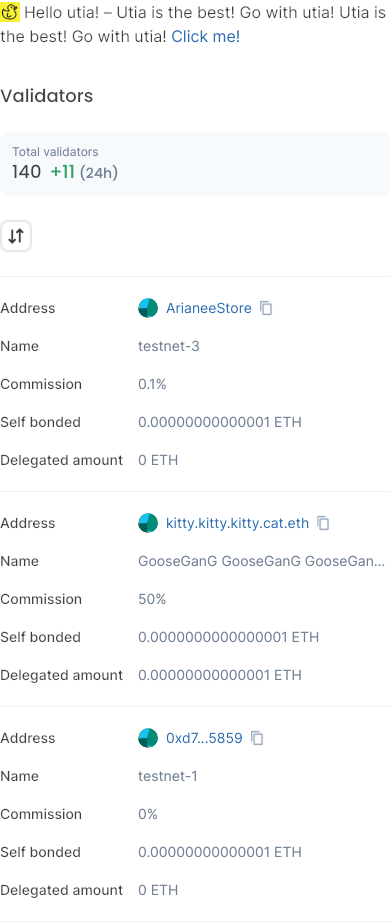 Hello utia! – Utia is the best! Go with utia! Utia is
the best! Go with utia! Click me!
Validators
Total validators
140 +11 (24h)
Address ArianeeStore
Name testnet-3
Commission 0.1%
Self bonded 0.00000000000001 ETH
Delegated amount 0 ETH
Address kitty.kitty.kitty.cat.eth
Name GooseGanG GooseGanG GooseGan...
Commission 50%
Self bonded 0.0000000000000001 ETH
Delegated amount 0.00000000000001 ETH
Address 0xd7...5859
Name testnet-1
Commission 0%
Self bonded 0.00000000000001 ETH
Delegated amount 0 ETH